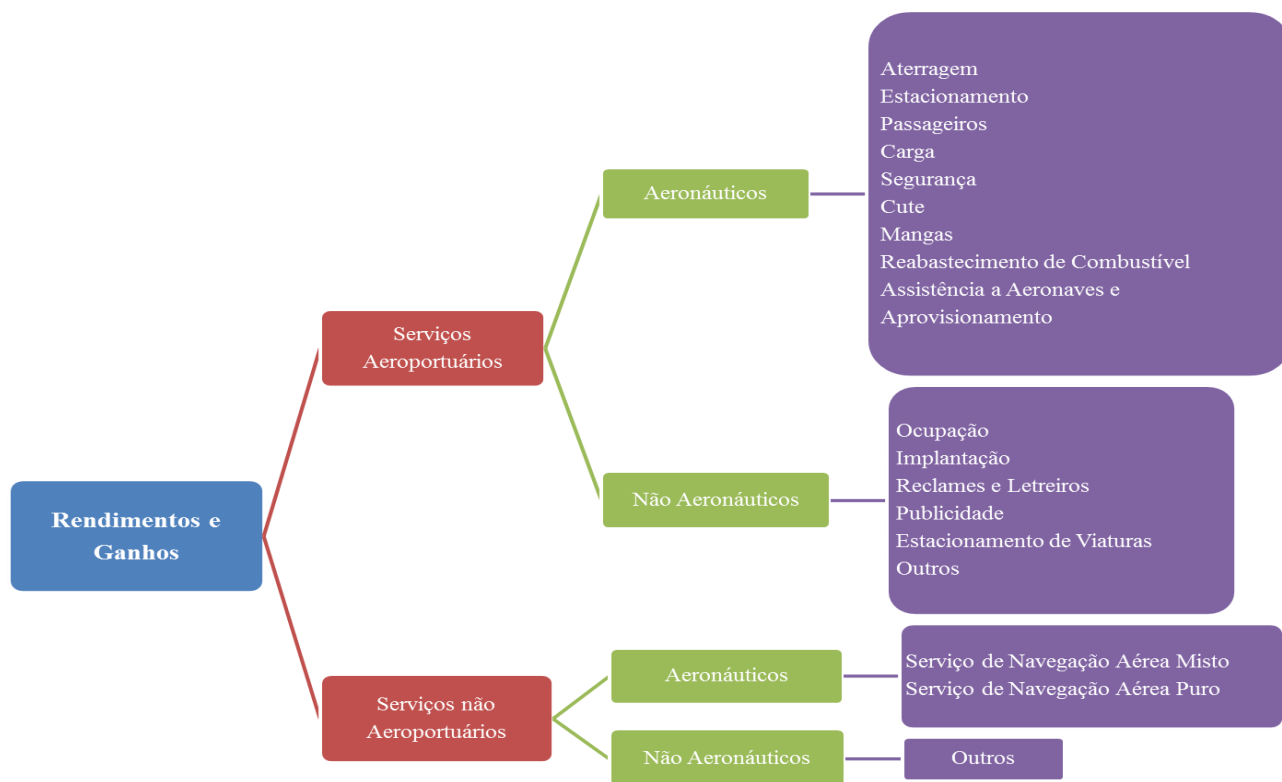 Rendimentos e
Ganhos
Serviços
Aeroportuários
Aeronáuticos
Aterragem
Estacionamento
Passageiros
Carga
Segurança
Cute
Mangas
Reabastecimento de Combustível
Assistência a Aeronaves e
Aprovisionamento
Não Aeronáuticos
Ocupação
Implantação
Reclames e Letreiros
Publicidade
Estacionamento de Viaturas
Outros
Serviços não
Aeroportuários
Aeronáuticos
Serviço de Navegação Aérea Misto
Serviço de Navegação Aérea Puro
Não Aeronáuticos
Outros